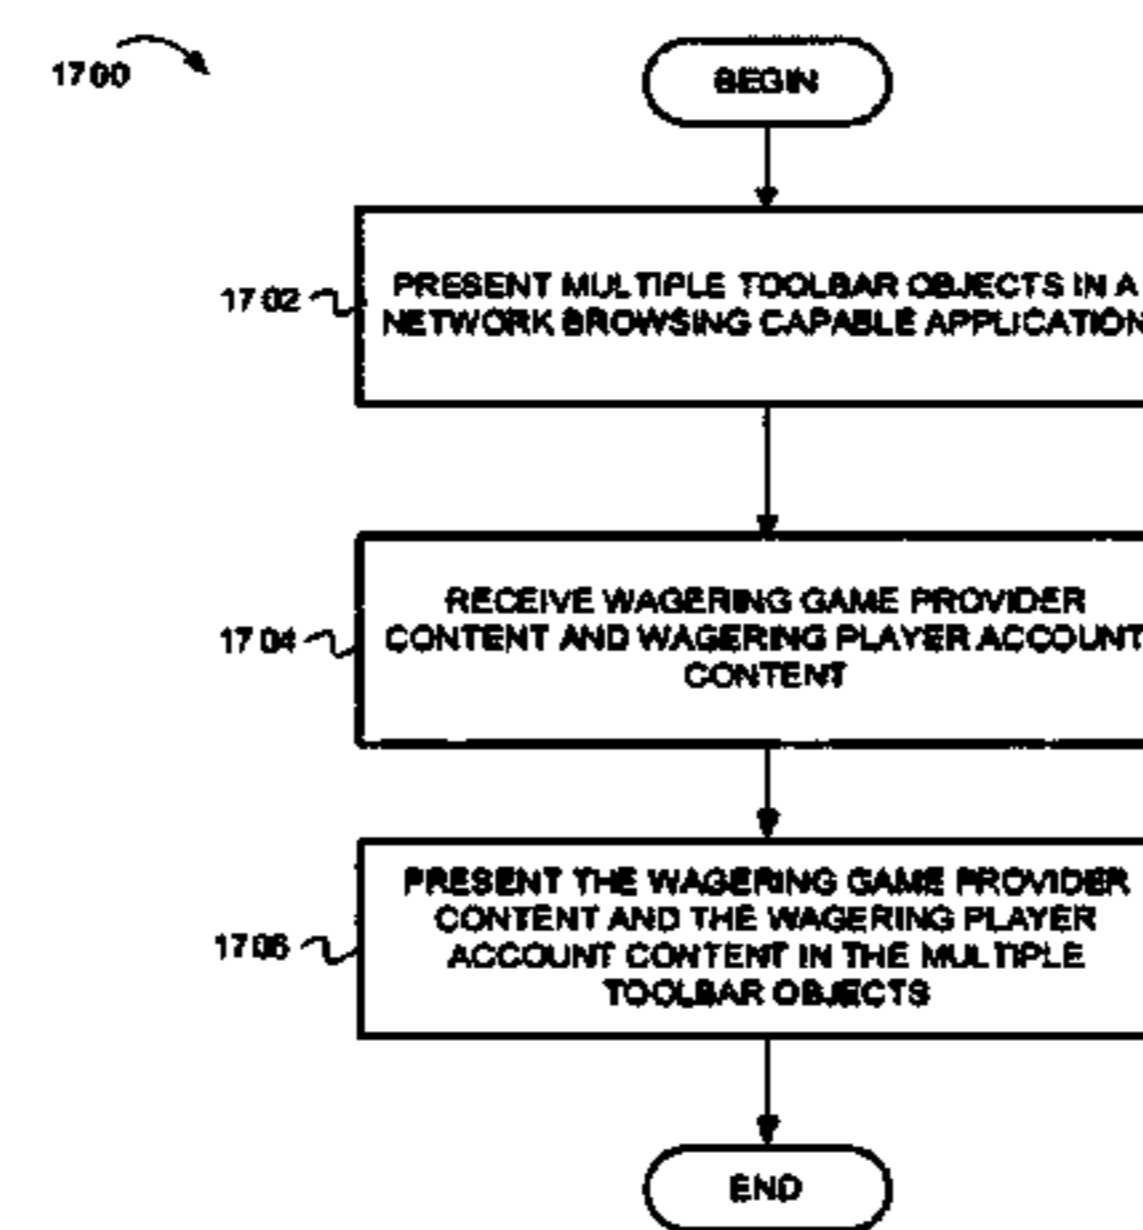 1700
BEGIN
1702
PRESENT MULTIPLE TOOLBAR OBJECTS IN A
NETWORK BROWSING CAPABLE APPLICATION
1704
RECEIVE WAGERING GAME PROVIDER
CONTENT AND WAGERING PLAYER ACCOUNT
CONTENT
1706
PRESENT THE WAGERING GAME PROVIDER
CONTENT AND THE WAGERING PLAYER
ACCOUNT CONTENT IN THE MULTIPLE
TOOLBAR OBJECTS
END